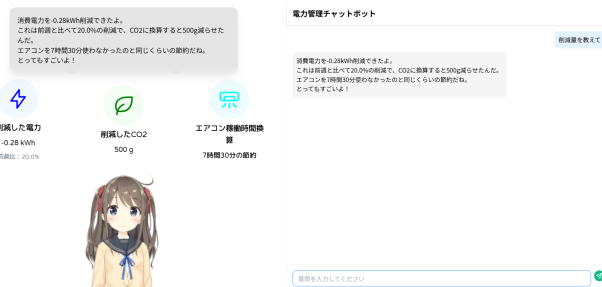 消費電力を-0.28kWh削減できたよ。
これは前週と比べて20.0%の削減で、CO2に換算すると500g減らせた
んだ。
エアコンを7時間30分使わなかったのと同じくらいの節約だね。
とってもすごいよ！
削減した電力
-0.28 kWh
前週比：20.0%
削減したCO2
500 g
エアコン稼働時間換
算
7時間30分の節約
電力管理チャットボット
削減量を教えて
消費電力を-0.28kWh削減できたよ。
これは前週と比べて20.0%の削減で、CO2に換算すると500g減らせたんだ。
エアコンを7時間30分使わなかったのと同じくらいの節約だね。
とってもすごいよ！
質問を入力してください